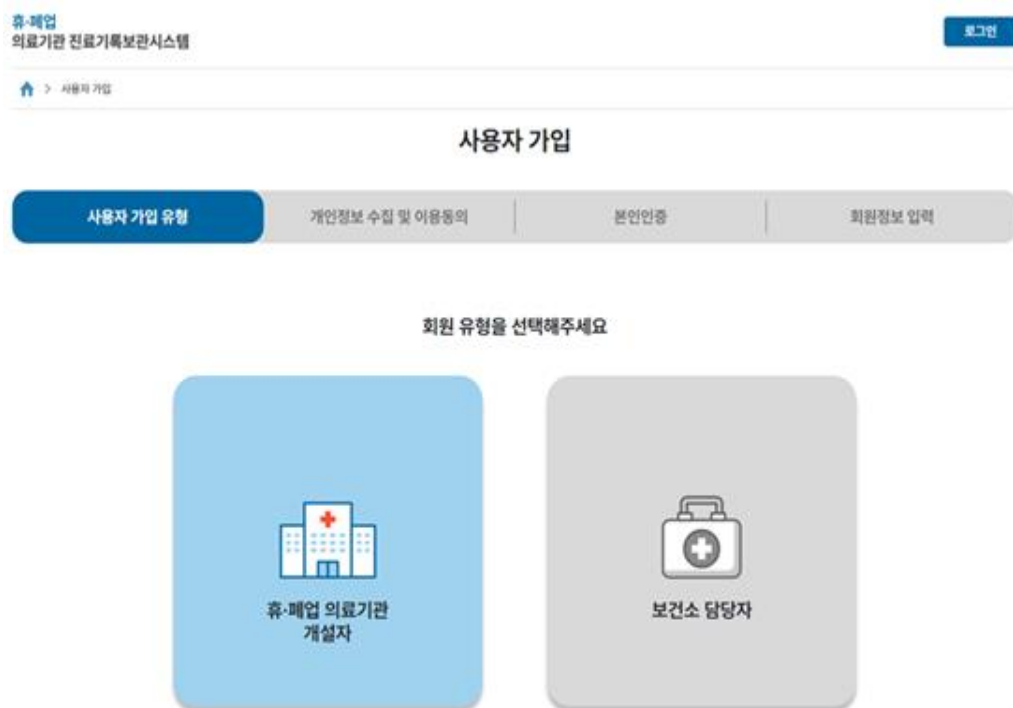 휴·폐업
의료기관 진료기록보관시스템
로그인
> 사용자 가입
사용자 가입
사용자 가입 유형
개인정보 수집 및 이용동의
본인인증
회원정보 입력
회원 유형을 선택해주세요
휴·폐업 의료기관
개설자
보건소 담당자